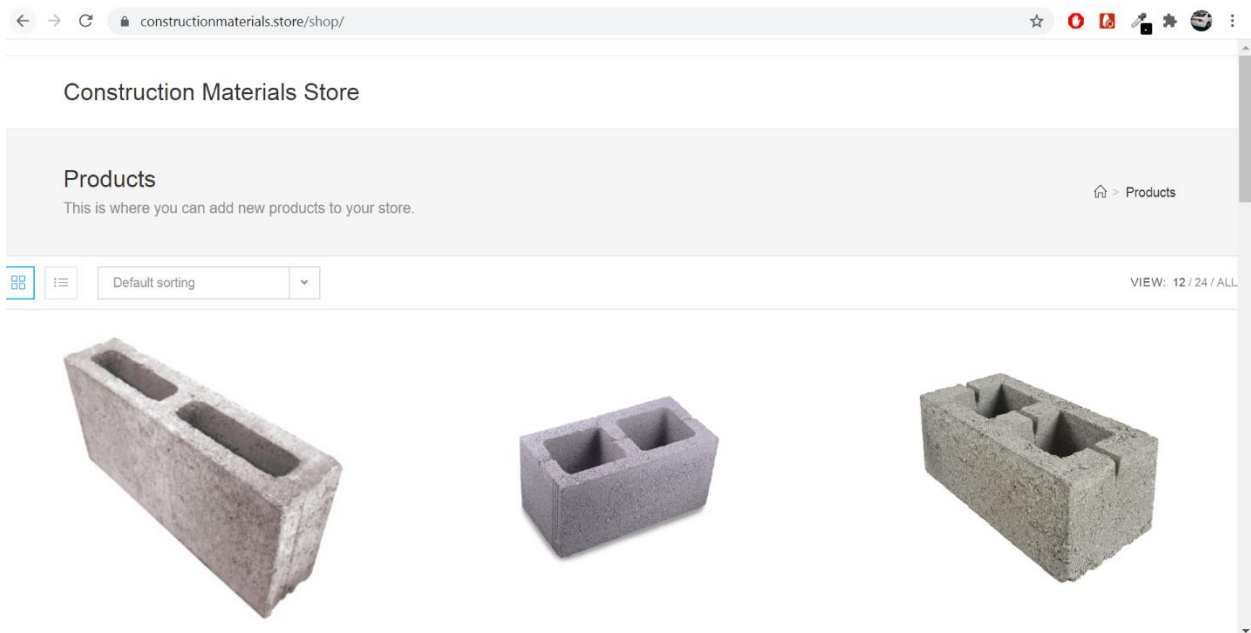 constructionmaterials.store/shop/
Construction Materials Store
Products
This is where you can add new products to your store.
> Products
Default sorting
VIEW: 12 / 24 / ALL